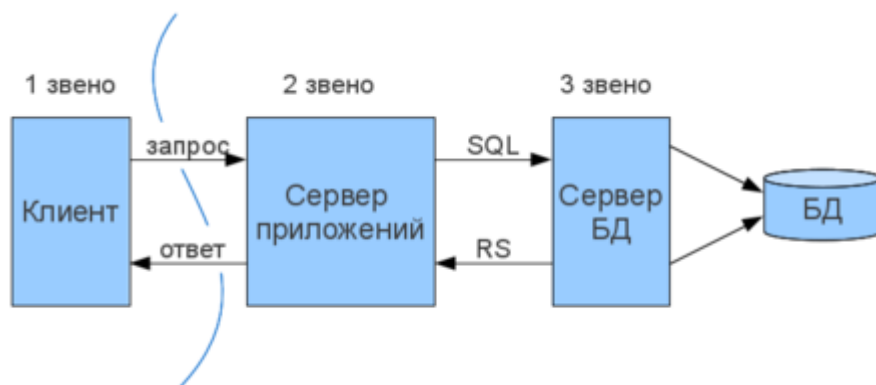 1 звено
2 звено
3 звено
запрос
SQL
Клиент
Сервер
приложений
Сервер
БД
БД
ответ
RS